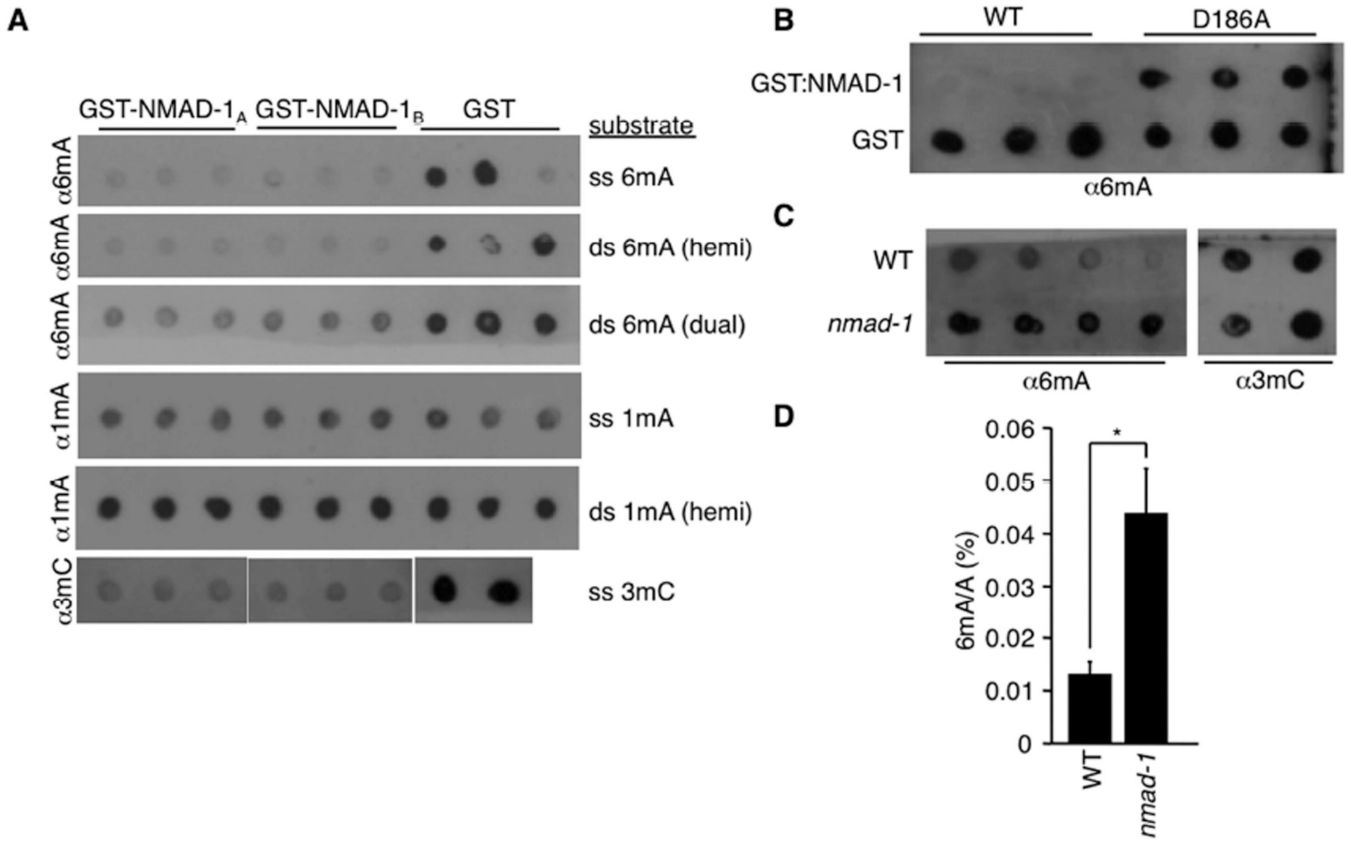 A
GST-NMAD-1A GST-NMAD-1B GST substrate
α6mA ss 6mA
α6mA ds 6mA (hemi)
α6mA ds 6mA (dual)
α1mA ss 1mA
α1mA ds 1mA (hemi)
α3mC ss 3mC
B
WT D186A
GST:NMAD-1
GST
α6mA
C
WT
nmad-1
α6mA α3mC
D
0.06
0.05
0.04
0.03
0.02
0.01
0
6mA/A (%)
*
WT
nmad-1